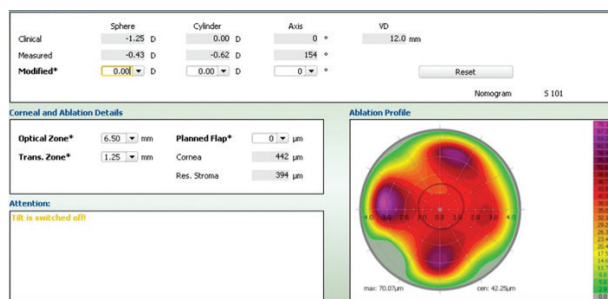 Sphere Cylinder Axis VD
Clinical -1.25 D 0.00 D 0 ° 12.0 mm
Measured -0.43 D -0.62 D 154 °
Modified* 0.00 D 0.00 D 0 ° Reset
Nomogram S 101
Corneal and Ablation Details
Optical Zone* 6.50 mm Planned Flap* 0 µm
Trans. Zone* 1.25 mm Cornea 442 µm
Res. Stroma 394 µm
Attention:
Tilt is switched off!
Ablation Profile
max: 70.07µm cen: 42.25µm